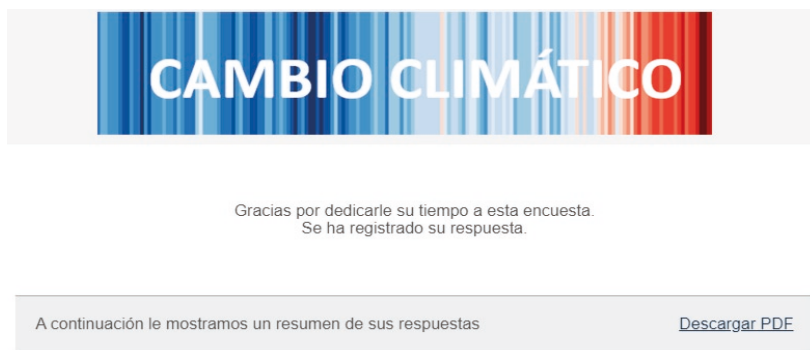 CAMBIO CLIMÁTICO
Gracias por dedicarle su tiempo a esta encuesta.
Se ha registrado su respuesta.
A continuación le mostramos un resumen de sus respuestas
Descargar PDF